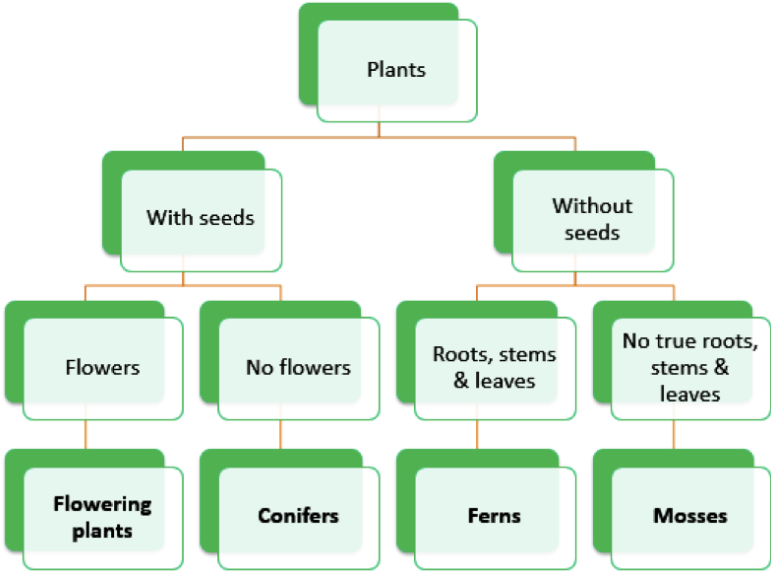 Plants
With seeds
Without
seeds
Flowers
No flowers
Roots, stems
& leaves
No true roots,
stems &
leaves
Flowering
plants
Conifers
Ferns
Mosses